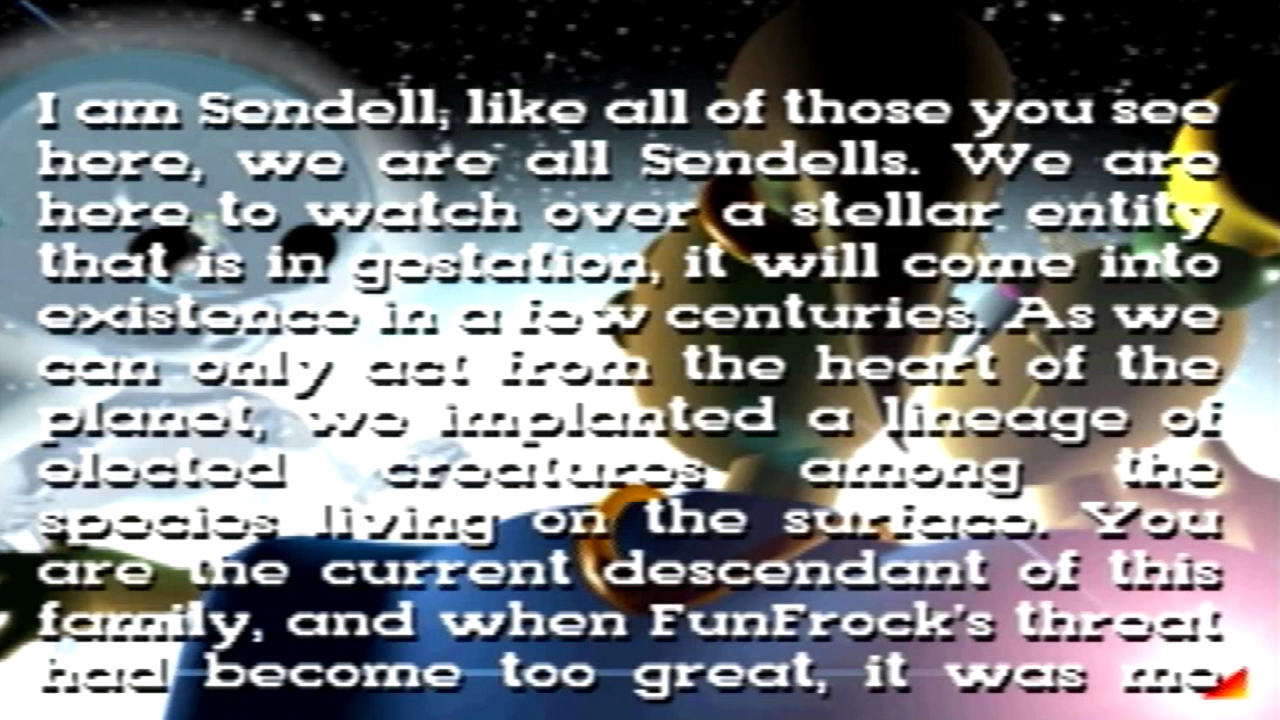 I am Sendell; like all of those you see
here, we are all Sendells. We are
here to watch over a stellar entity
that is in gestation, it will come into
existence in a few centuries. As we
can only act from the heart of the
planet, we implanted a lineage of
elected creatures among the
species living on the surface. You
are the current descendant of this
family, and when FunFrock's threat
had become too great, it was me